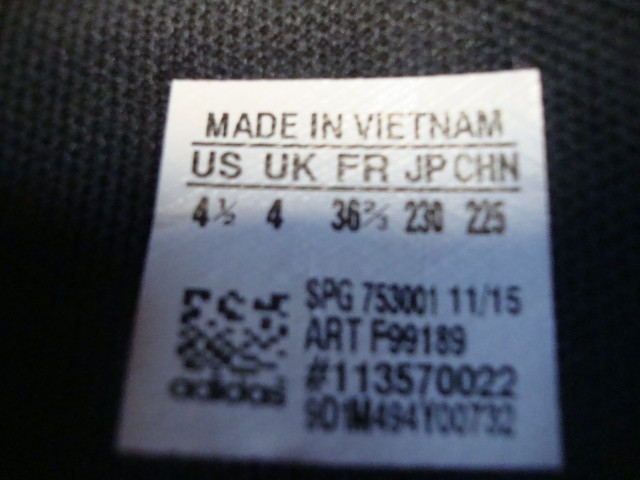 MADE IN VIETNAM
US UK FR JP CHN
4½ 4 36⅔ 230 225
SPG 753001 11/15
ART F99189
#113570022
9D1M494Y00732
adidas